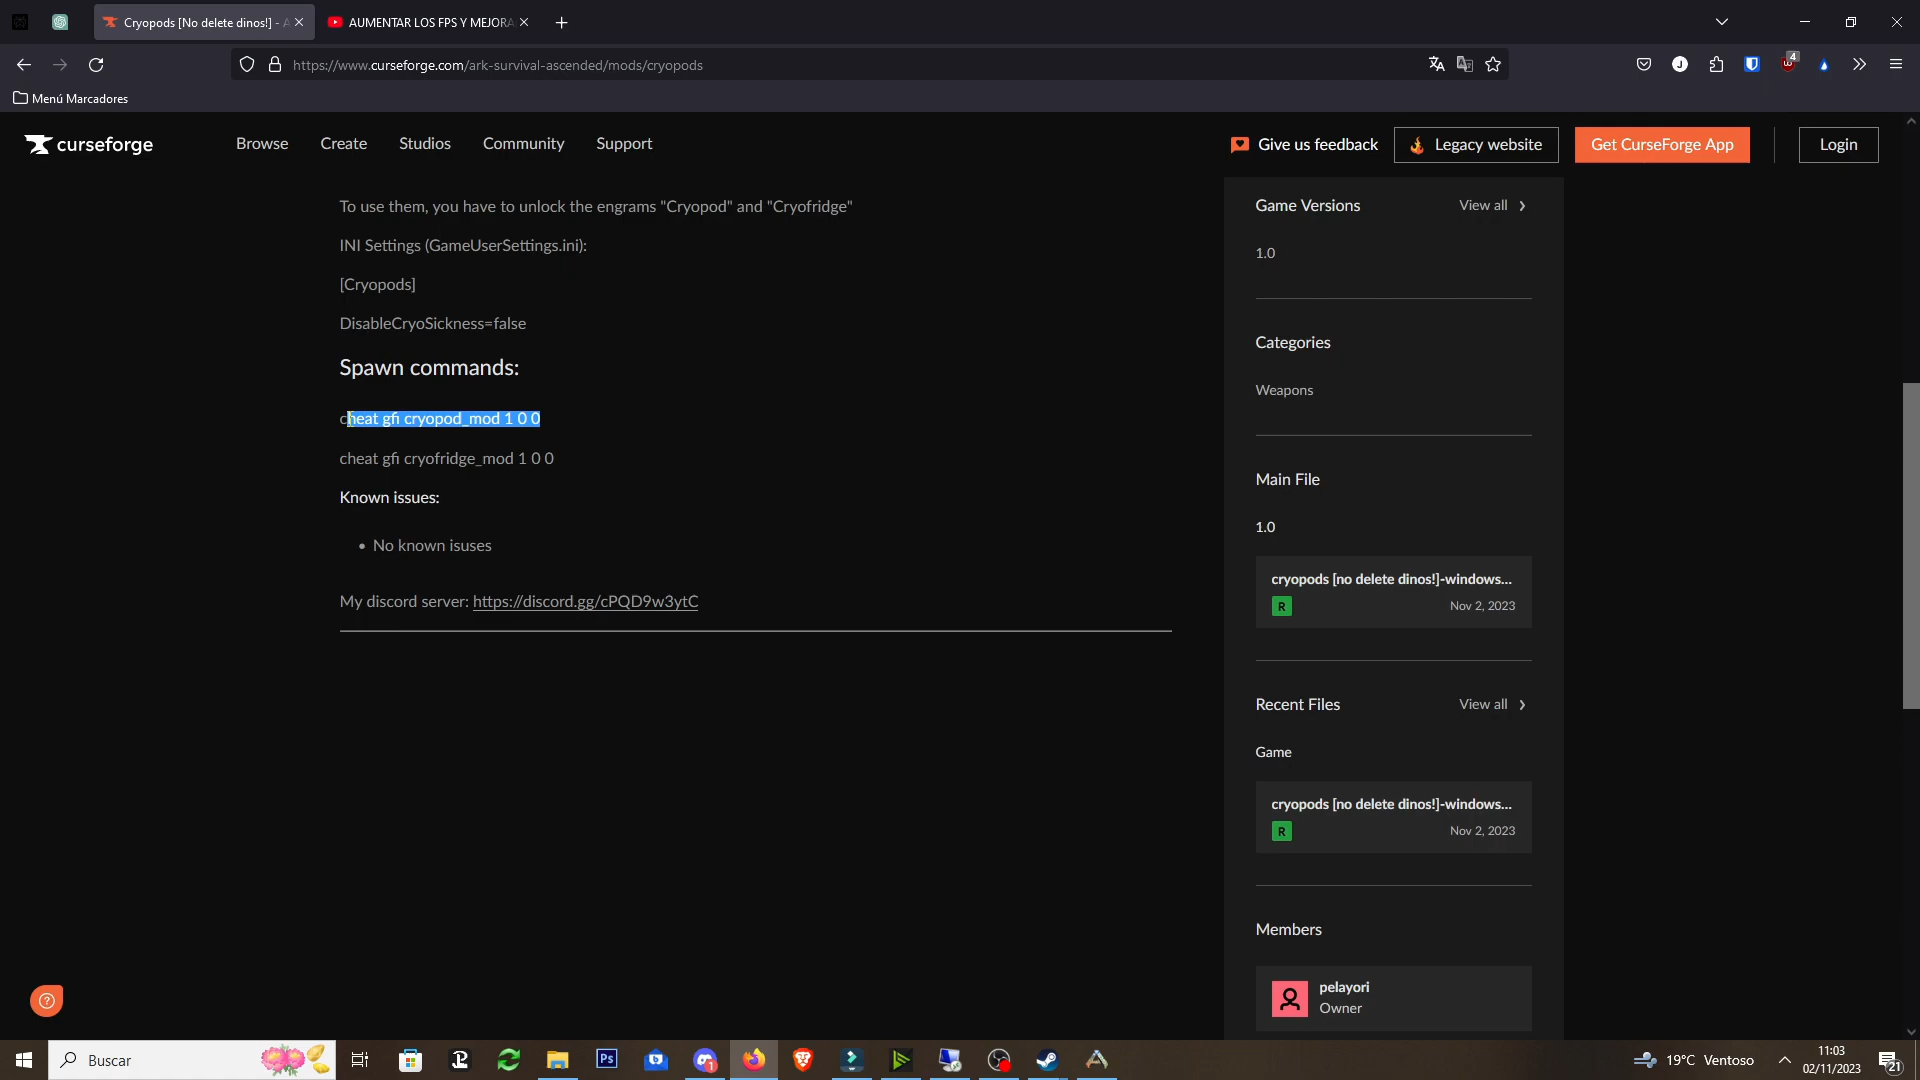 Cryopods [No delete dinos!] - A
AUMENTAR LOS FPS Y MEJORA
https://www.curseforge.com/ark-survival-ascended/mods/cryopods
4
Menú Marcadores
curseforge
Browse
Create
Studios
Community
Support
Give us feedback
Legacy website
Get CurseForge App
Login
To use them, you have to unlock the engrams "Cryopod" and "Cryofridge"
INI Settings (GameUserSettings.ini):
[Cryopods]
DisableCryoSickness=false
Spawn commands:
cheat gfi cryopod_mod 1 0 0
cheat gfi cryofridge_mod 1 0 0
Known issues:
No known isuses
My discord server: https://discord.gg/cPQD9w3ytC
Game Versions
View all
1.0
Categories
Weapons
Main File
1.0
cryopods [no delete dinos!]-windows...
R
Nov 2, 2023
Recent Files
View all
Game
cryopods [no delete dinos!]-windows...
R
Nov 2, 2023
Members
pelayori
Owner
Buscar
Ps
1
19°C Ventoso
11:03
02/11/2023
21